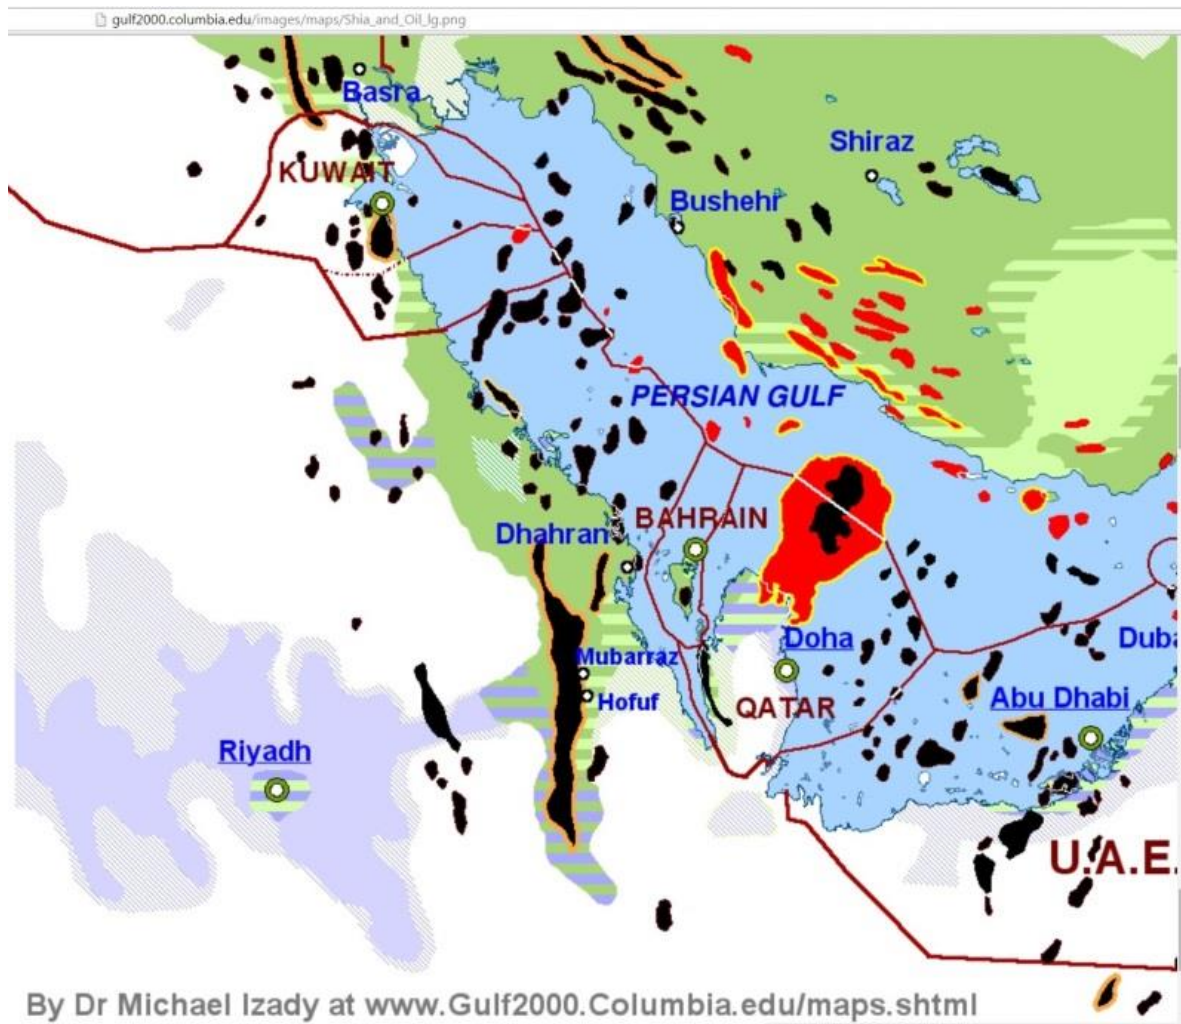 gulf2000.columbia.edu/images/maps/Shia_and_Oil_lg.png
Basra
Shiraz
KUWAIT
Bushehr
PERSIAN GULF
BAHRAIN
Dhahran
Doha
Duba
Mubarraz
Hofuf
QATAR
Abu Dhabi
Riyadh
U.A.E.
By Dr Michael Izady at www.Gulf2000.Columbia.edu/maps.shtml